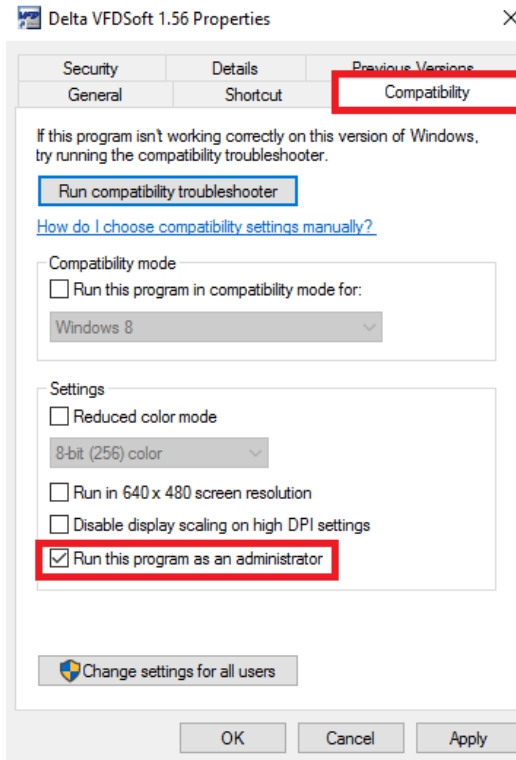 Delta VFDSoft 1.56 Properties
Security Details Previous Versions
General Shortcut Compatibility
If this program isn't working correctly on this version of Windows,
try running the compatibility troubleshooter.
Run compatibility troubleshooter
How do I choose compatibility settings manually?
Compatibility mode
Run this program in compatibility mode for:
Windows 8
Settings
Reduced color mode
8-bit (256) color
Run in 640 x 480 screen resolution
Disable display scaling on high DPI settings
Run this program as an administrator
Change settings for all users
OK Cancel Apply